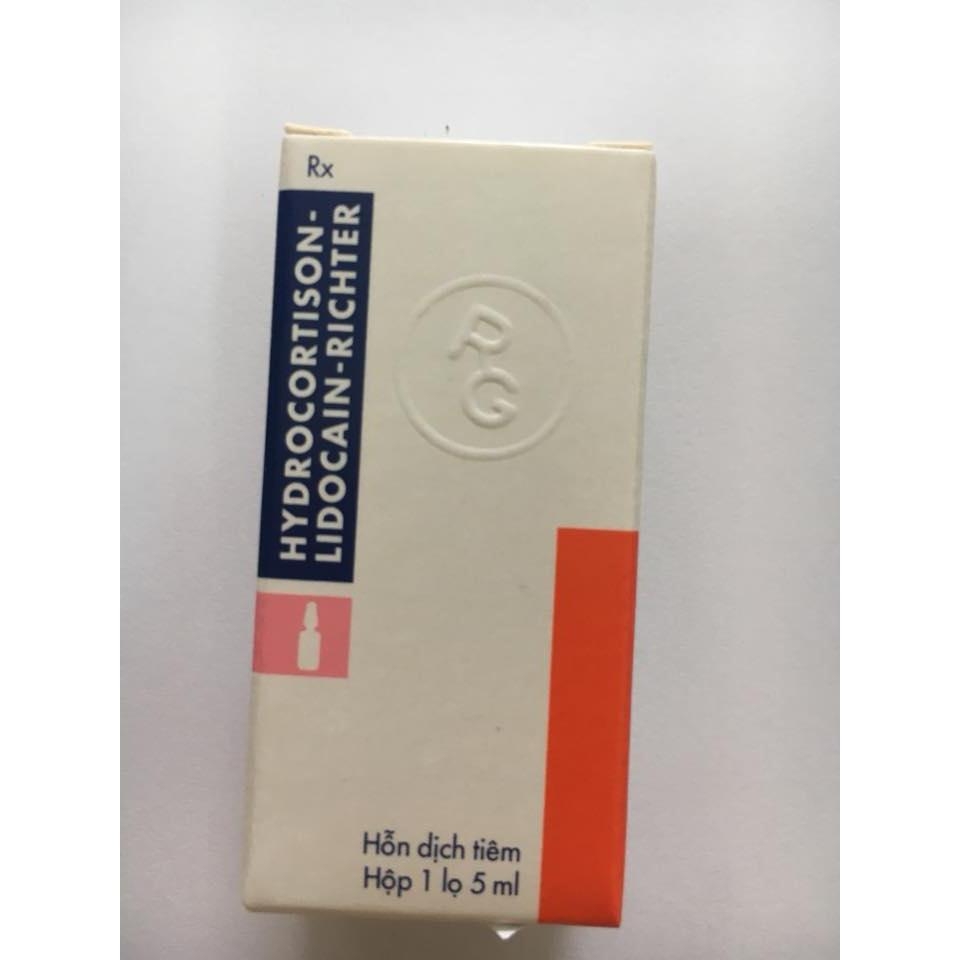 Rx
HYDROCORTISON-
LIDOCAIN-RICHTER
RG
Hỗn dịch tiêm
Hộp 1 lọ 5 ml